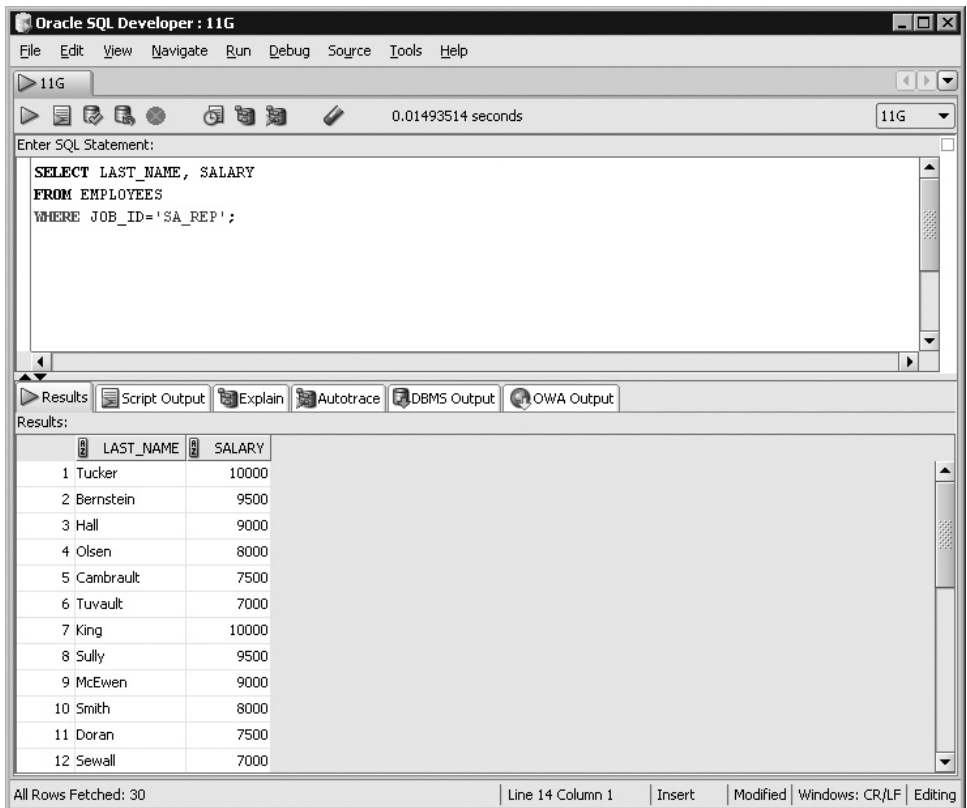 Oracle SQL Developer : 11G
File Edit View Navigate Run Debug Source Tools Help
11G
0.01493514 seconds 11G
Enter SQL Statement:
SELECT LAST_NAME, SALARY
FROM EMPLOYEES
WHERE JOB_ID='SA_REP';
Results Script Output Explain Autotrace DBMS Output OWA Output
Results:
LAST_NAME SALARY
1 Tucker 10000
2 Bernstein 9500
3 Hall 9000
4 Olsen 8000
5 Cambrault 7500
6 Tuvault 7000
7 King 10000
8 Sully 9500
9 McEwen 9000
10 Smith 8000
11 Doran 7500
12 Sewall 7000
All Rows Fetched: 30 Line 14 Column 1 Insert Modified Windows: CR/LF Editing